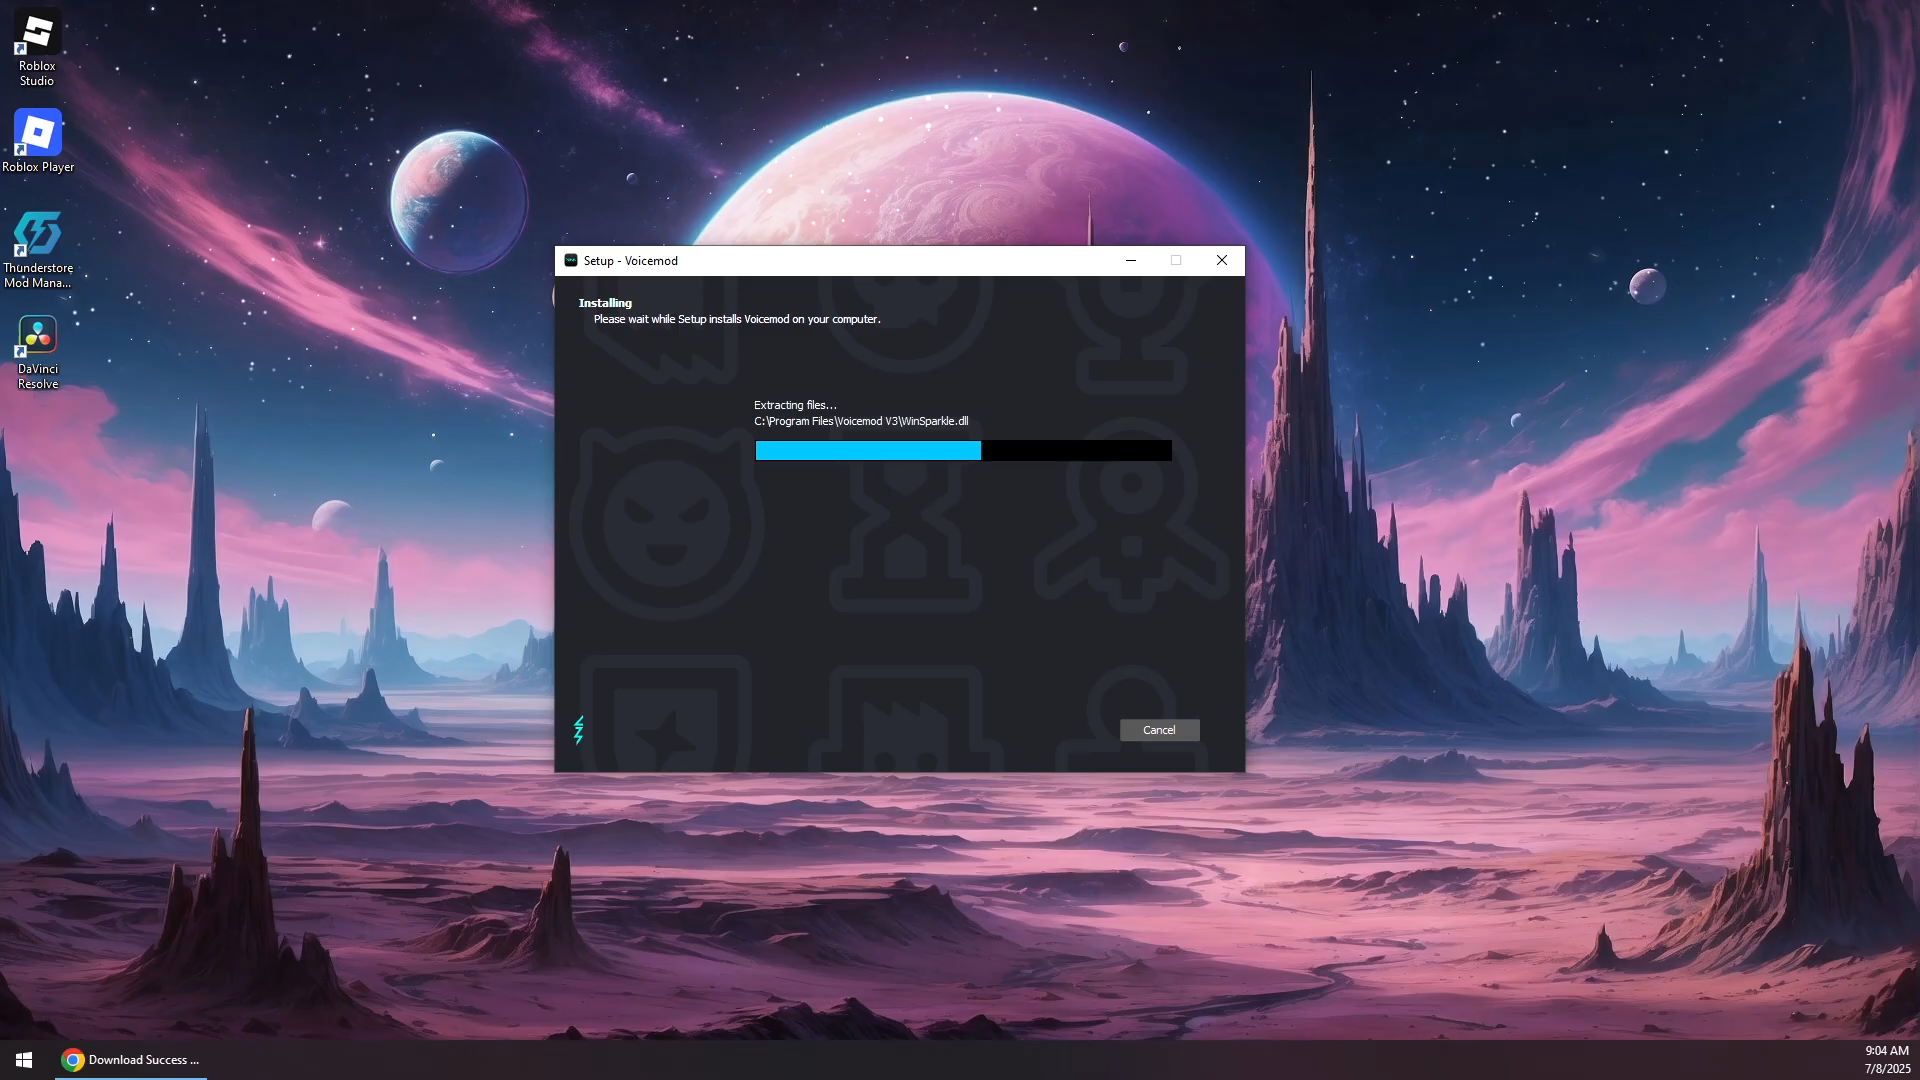 Roblox
Studio
Roblox Player
Thunderstore
Mod Mana...
DaVinci
Resolve
Setup - Voicemod
Installing
Please wait while Setup installs Voicemod on your computer.
Extracting files...
C:\Program Files\Voicemod V3\WinSparkle.dll
Cancel
Download Success ...
9:04 AM
7/8/2025